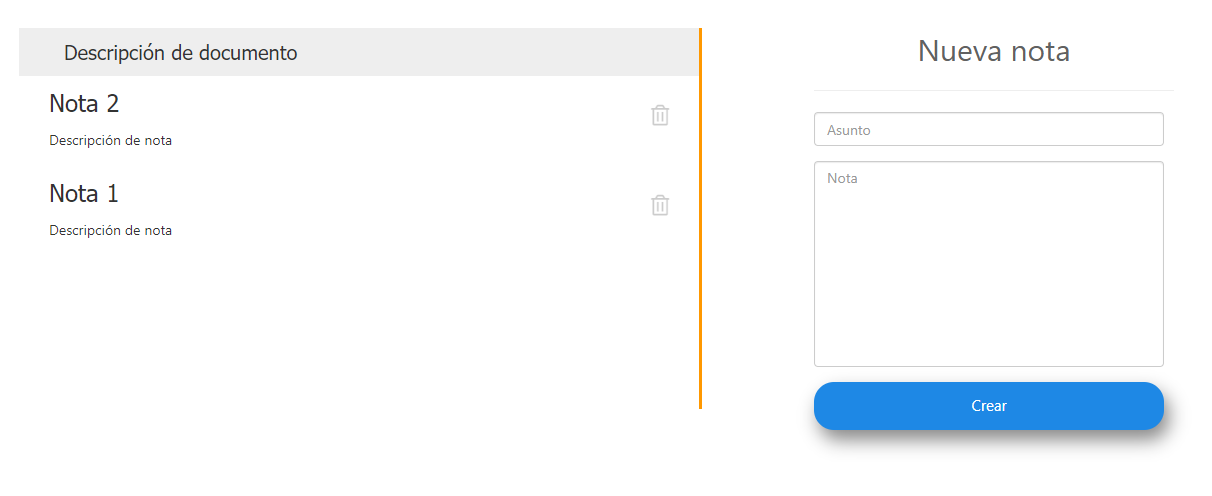 Descripción de documento
Nota 2
Descripción de nota
Nota 1
Descripción de nota
Nueva nota
Asunto
Nota
Crear